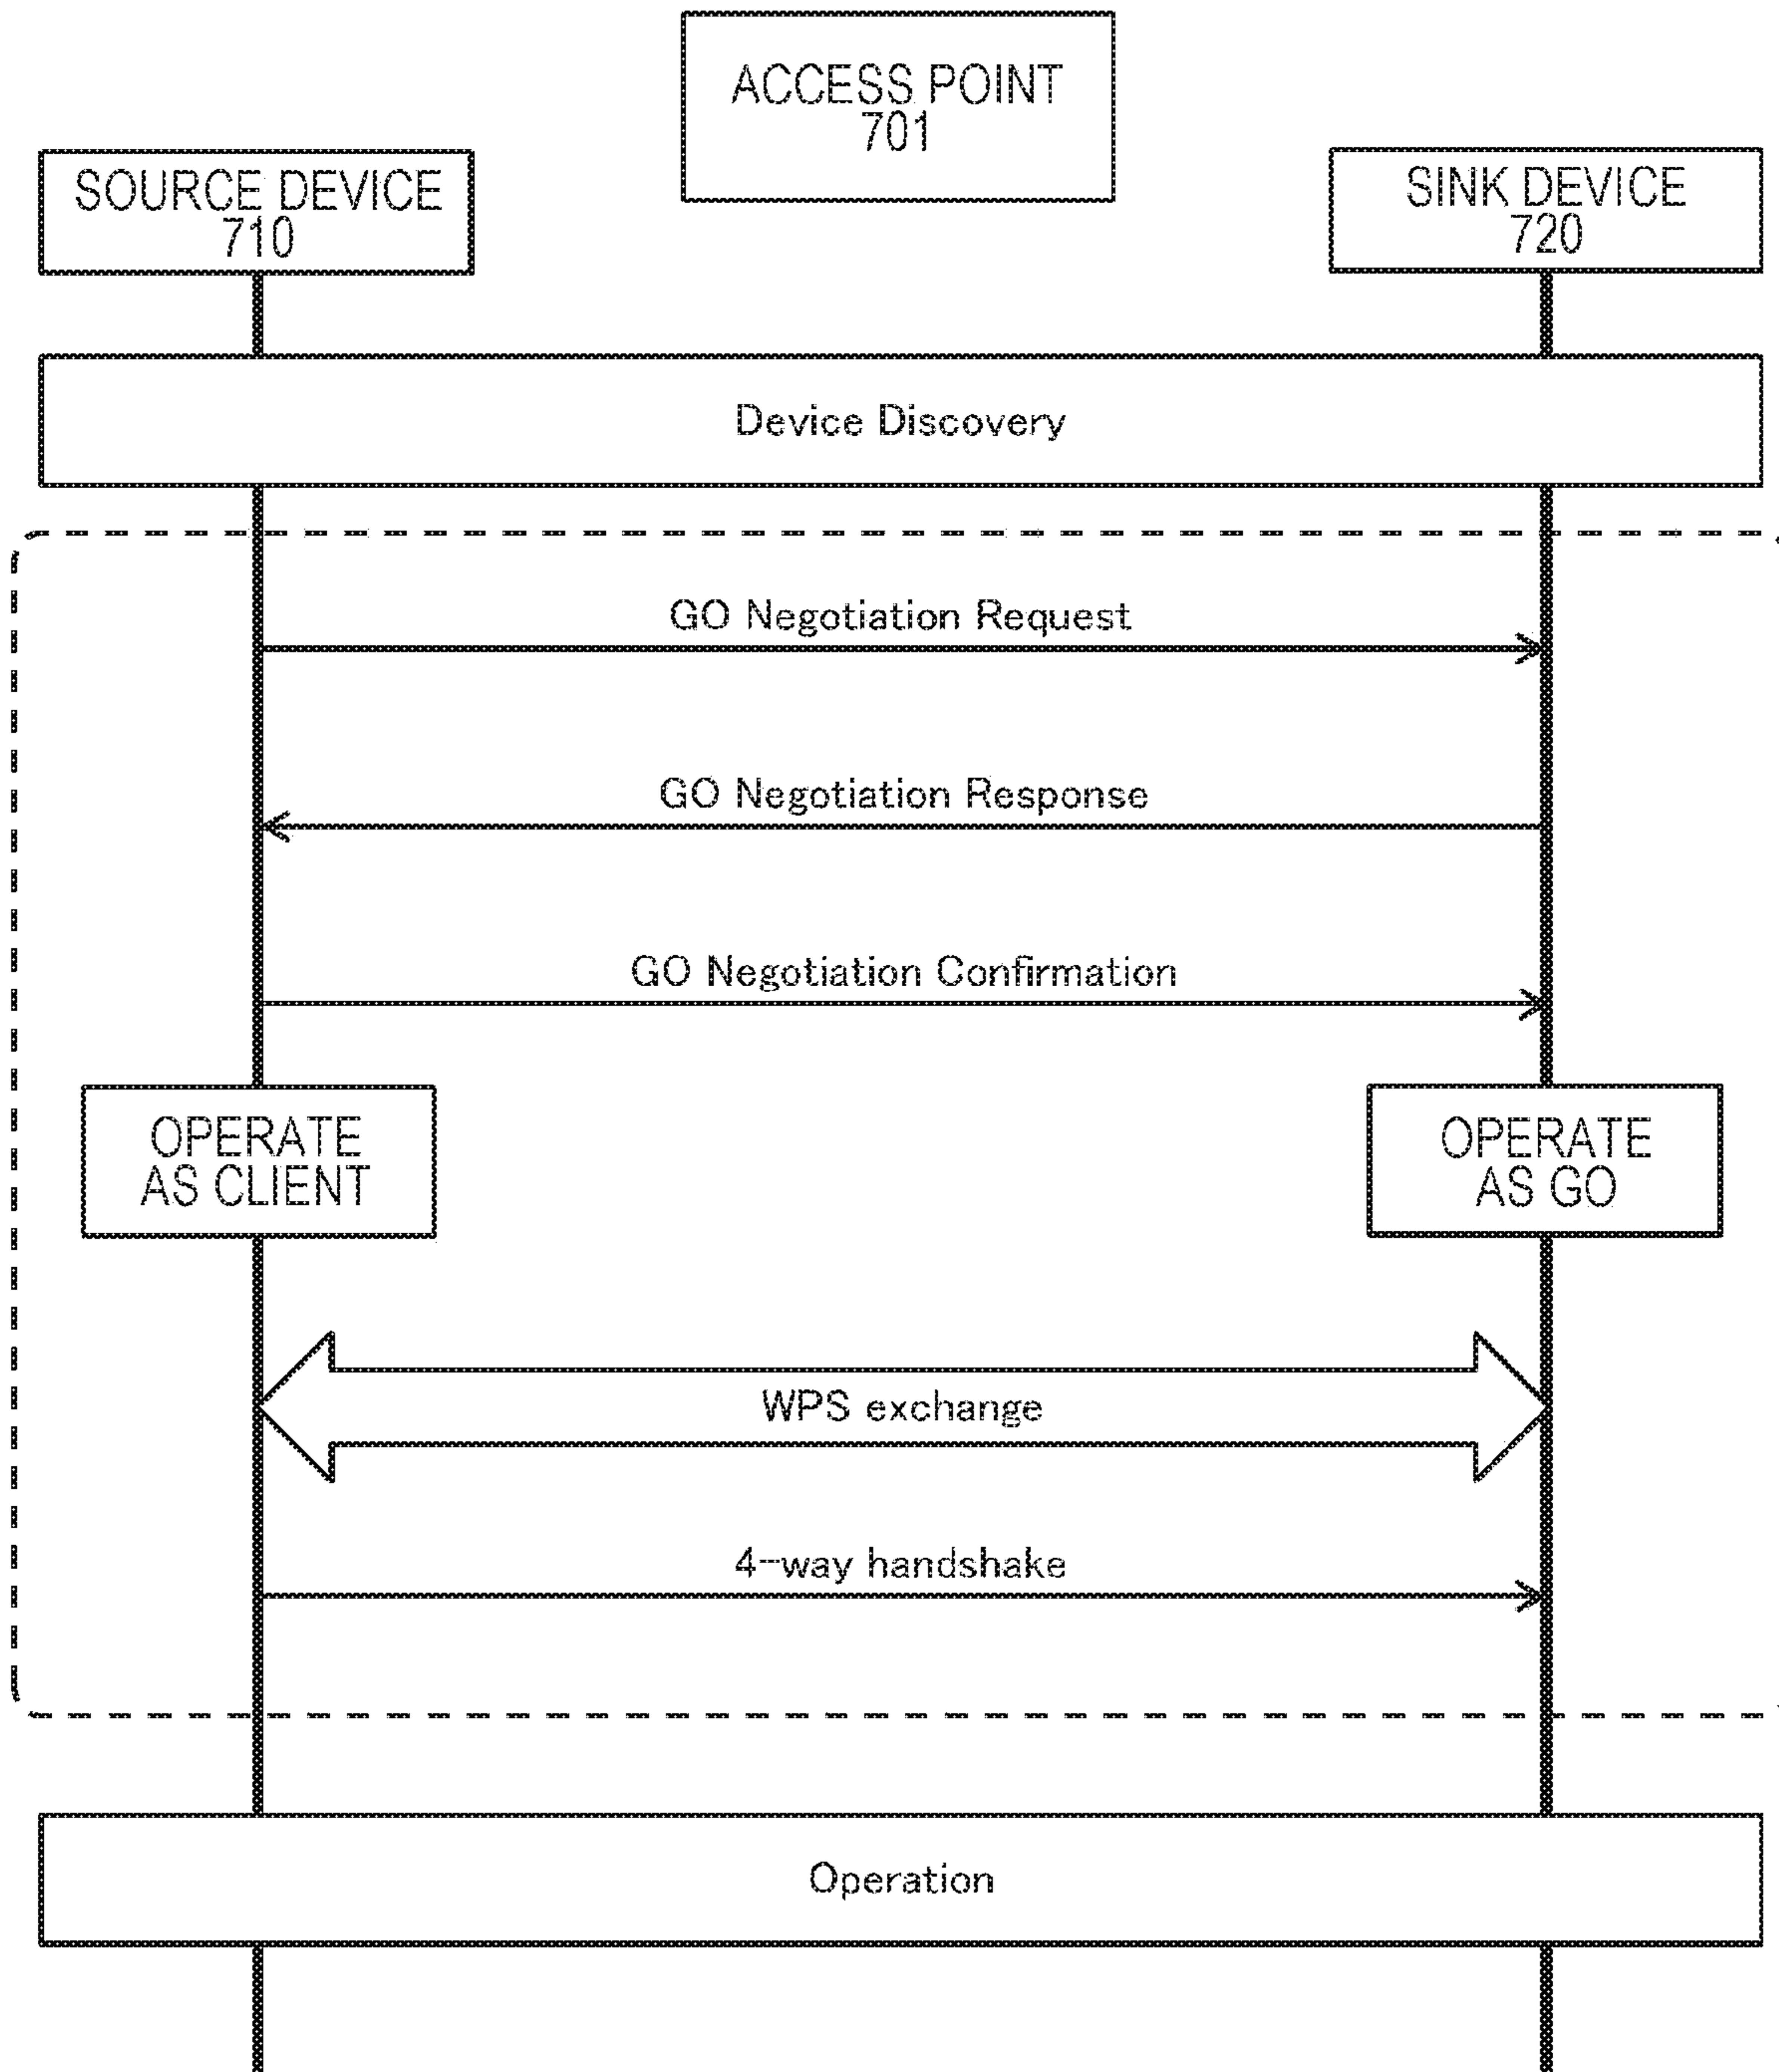 ACCESS POINT
701
SOURCE DEVICE
710
SINK DEVICE
720
Device Discovery
GO Negotiation Request
GO Negotiation Response
GO Negotiation Confirmation
OPERATE
AS CLIENT
OPERATE
AS GO
WPS exchange
4-way handshake
Operation